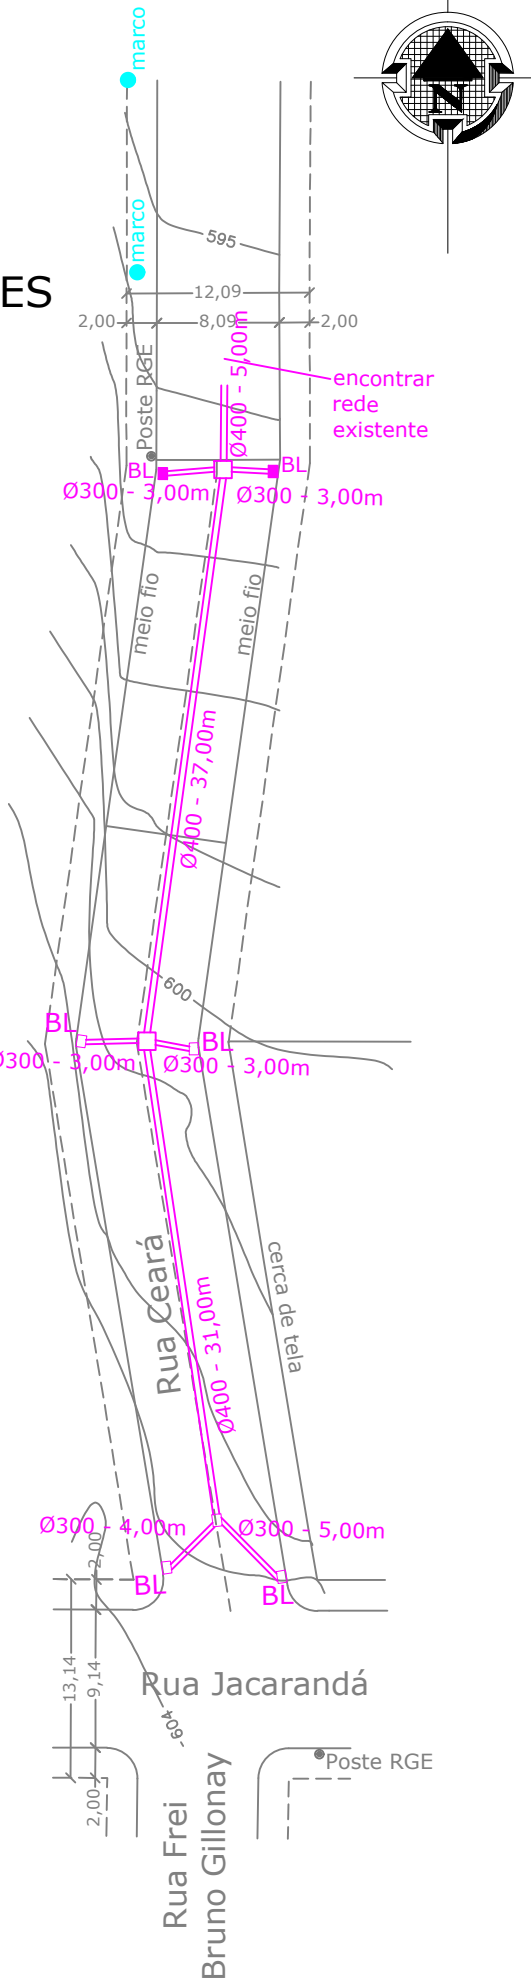 marco
N
marco
595
ES
12,09
2,00
8,09
2,00
Ø400 - 5,00m
Poste RGE
encontrar
rede
existente
BL
BL
Ø300 - 3,00m
Ø300 - 3,00m
meio fio
meio fio
Ø400 - 37,00m
600
BL
BL
Ø300 - 3,00m
Ø300 - 3,00m
Rua Ceará
cerca de tela
Ø400 - 31,00m
Ø300 - 4,00m
Ø300 - 5,00m
2,00
BL
BL
13,14
9,14
Rua Jacarandá
604
Poste RGE
2,00
Rua Frei
Bruno Gillonay